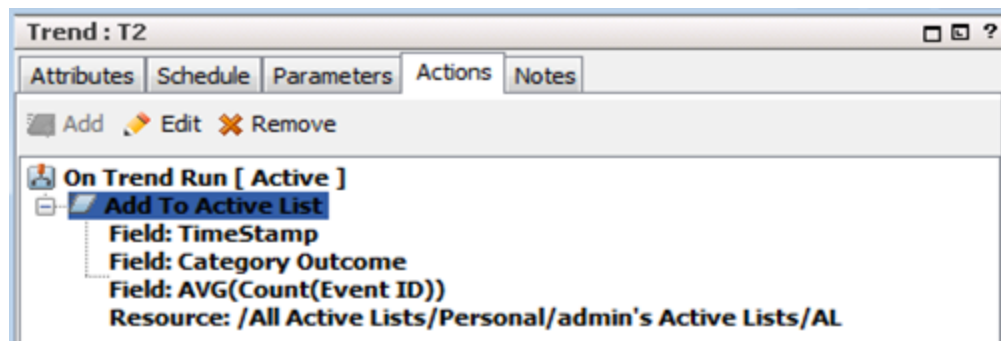 Trend : T2 ?
Attributes Schedule Parameters Actions Notes
Add Edit Remove
On Trend Run [ Active ]
Add To Active List
Field: TimeStamp
Field: Category Outcome
Field: AVG(Count(Event ID))
Resource: /All Active Lists/Personal/admin's Active Lists/AL